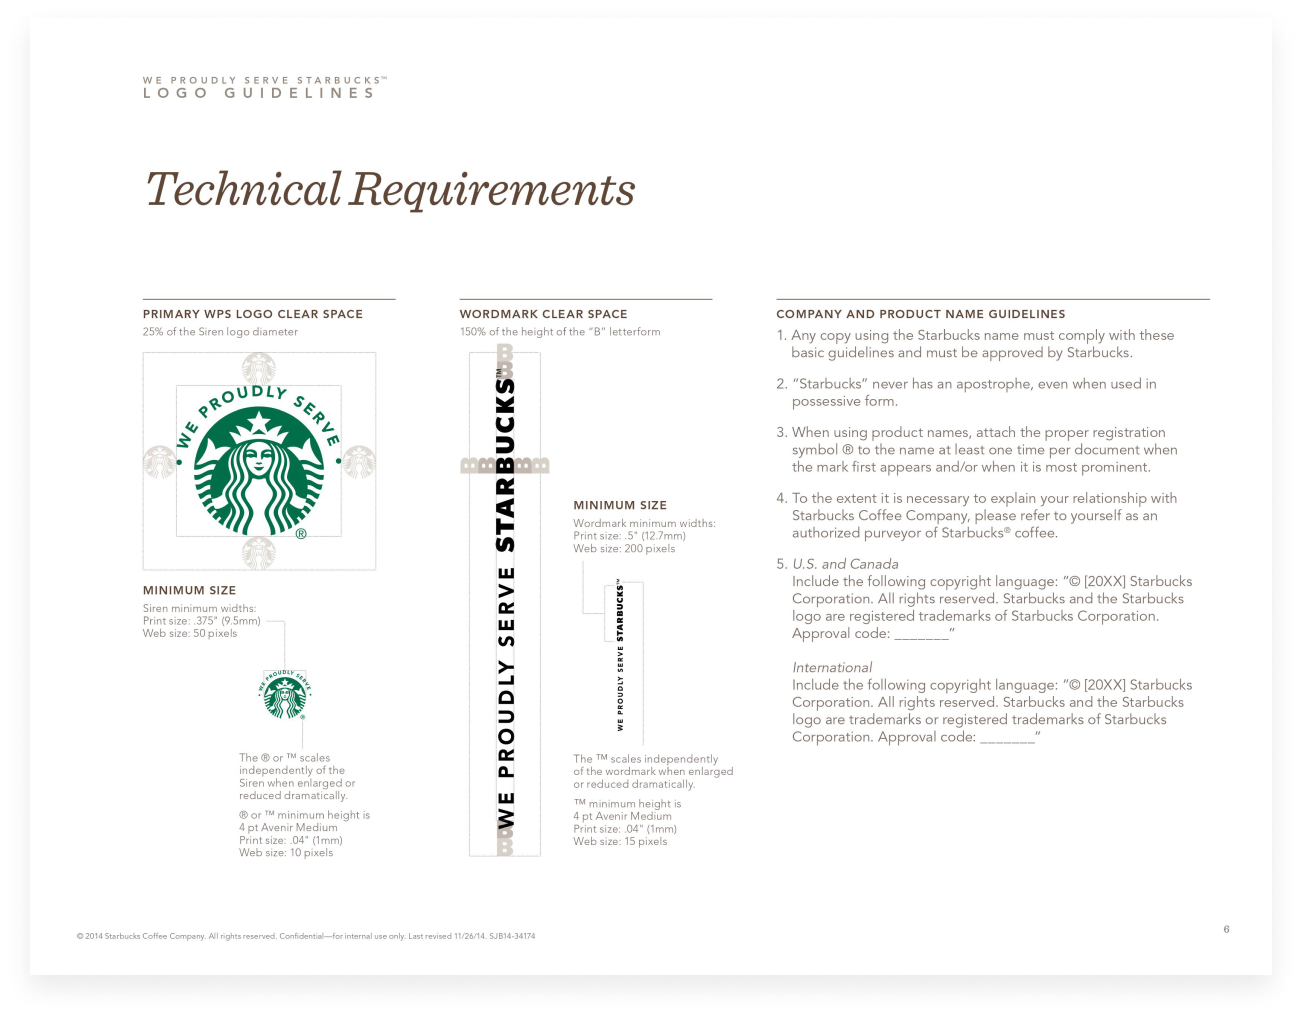 WE PROUDLY SERVE STARBUCKS™
LOGO GUIDELINES
Technical Requirements
PRIMARY WPS LOGO CLEAR SPACE
25% of the Siren logo diameter
WE PROUDLY SERVE
®
MINIMUM SIZE
Siren minimum widths:
Print size: .375" (9.5mm)
Web size: 50 pixels
WE PROUDLY SERVE
®
The ® or ™ scales
independently of the
Siren when enlarged or
reduced dramatically.
® or ™ minimum height is
4 pt Avenir Medium
Print size: .04" (1mm)
Web size: 10 pixels
WORDMARK CLEAR SPACE
150% of the height of the “B” letterform
B
B
BBBBB
WE PROUDLY SERVE STARBUCKS™
B
B
MINIMUM SIZE
Wordmark minimum widths:
Print size: .5" (12.7mm)
Web size: 200 pixels
WE PROUDLY SERVE STARBUCKS™
The ™ scales independently
of the wordmark when enlarged
or reduced dramatically.
™ minimum height is
4 pt Avenir Medium
Print size: .04" (1mm)
Web size: 15 pixels
COMPANY AND PRODUCT NAME GUIDELINES
1. Any copy using the Starbucks name must comply with these
basic guidelines and must be approved by Starbucks.
2. “Starbucks” never has an apostrophe, even when used in
possessive form.
3. When using product names, attach the proper registration
symbol ® to the name at least one time per document when
the mark first appears and/or when it is most prominent.
4. To the extent it is necessary to explain your relationship with
Starbucks Coffee Company, please refer to yourself as an
authorized purveyor of Starbucks® coffee.
5. U.S. and Canada
Include the following copyright language: “© [20XX] Starbucks
Corporation. All rights reserved. Starbucks and the Starbucks
logo are registered trademarks of Starbucks Corporation.
Approval code: _______”
International
Include the following copyright language: “© [20XX] Starbucks
Corporation. All rights reserved. Starbucks and the Starbucks
logo are trademarks or registered trademarks of Starbucks
Corporation. Approval code: _______”
© 2014 Starbucks Coffee Company. All rights reserved. Confidential—for internal use only. Last revised 11/26/14. SJB14-34174
6